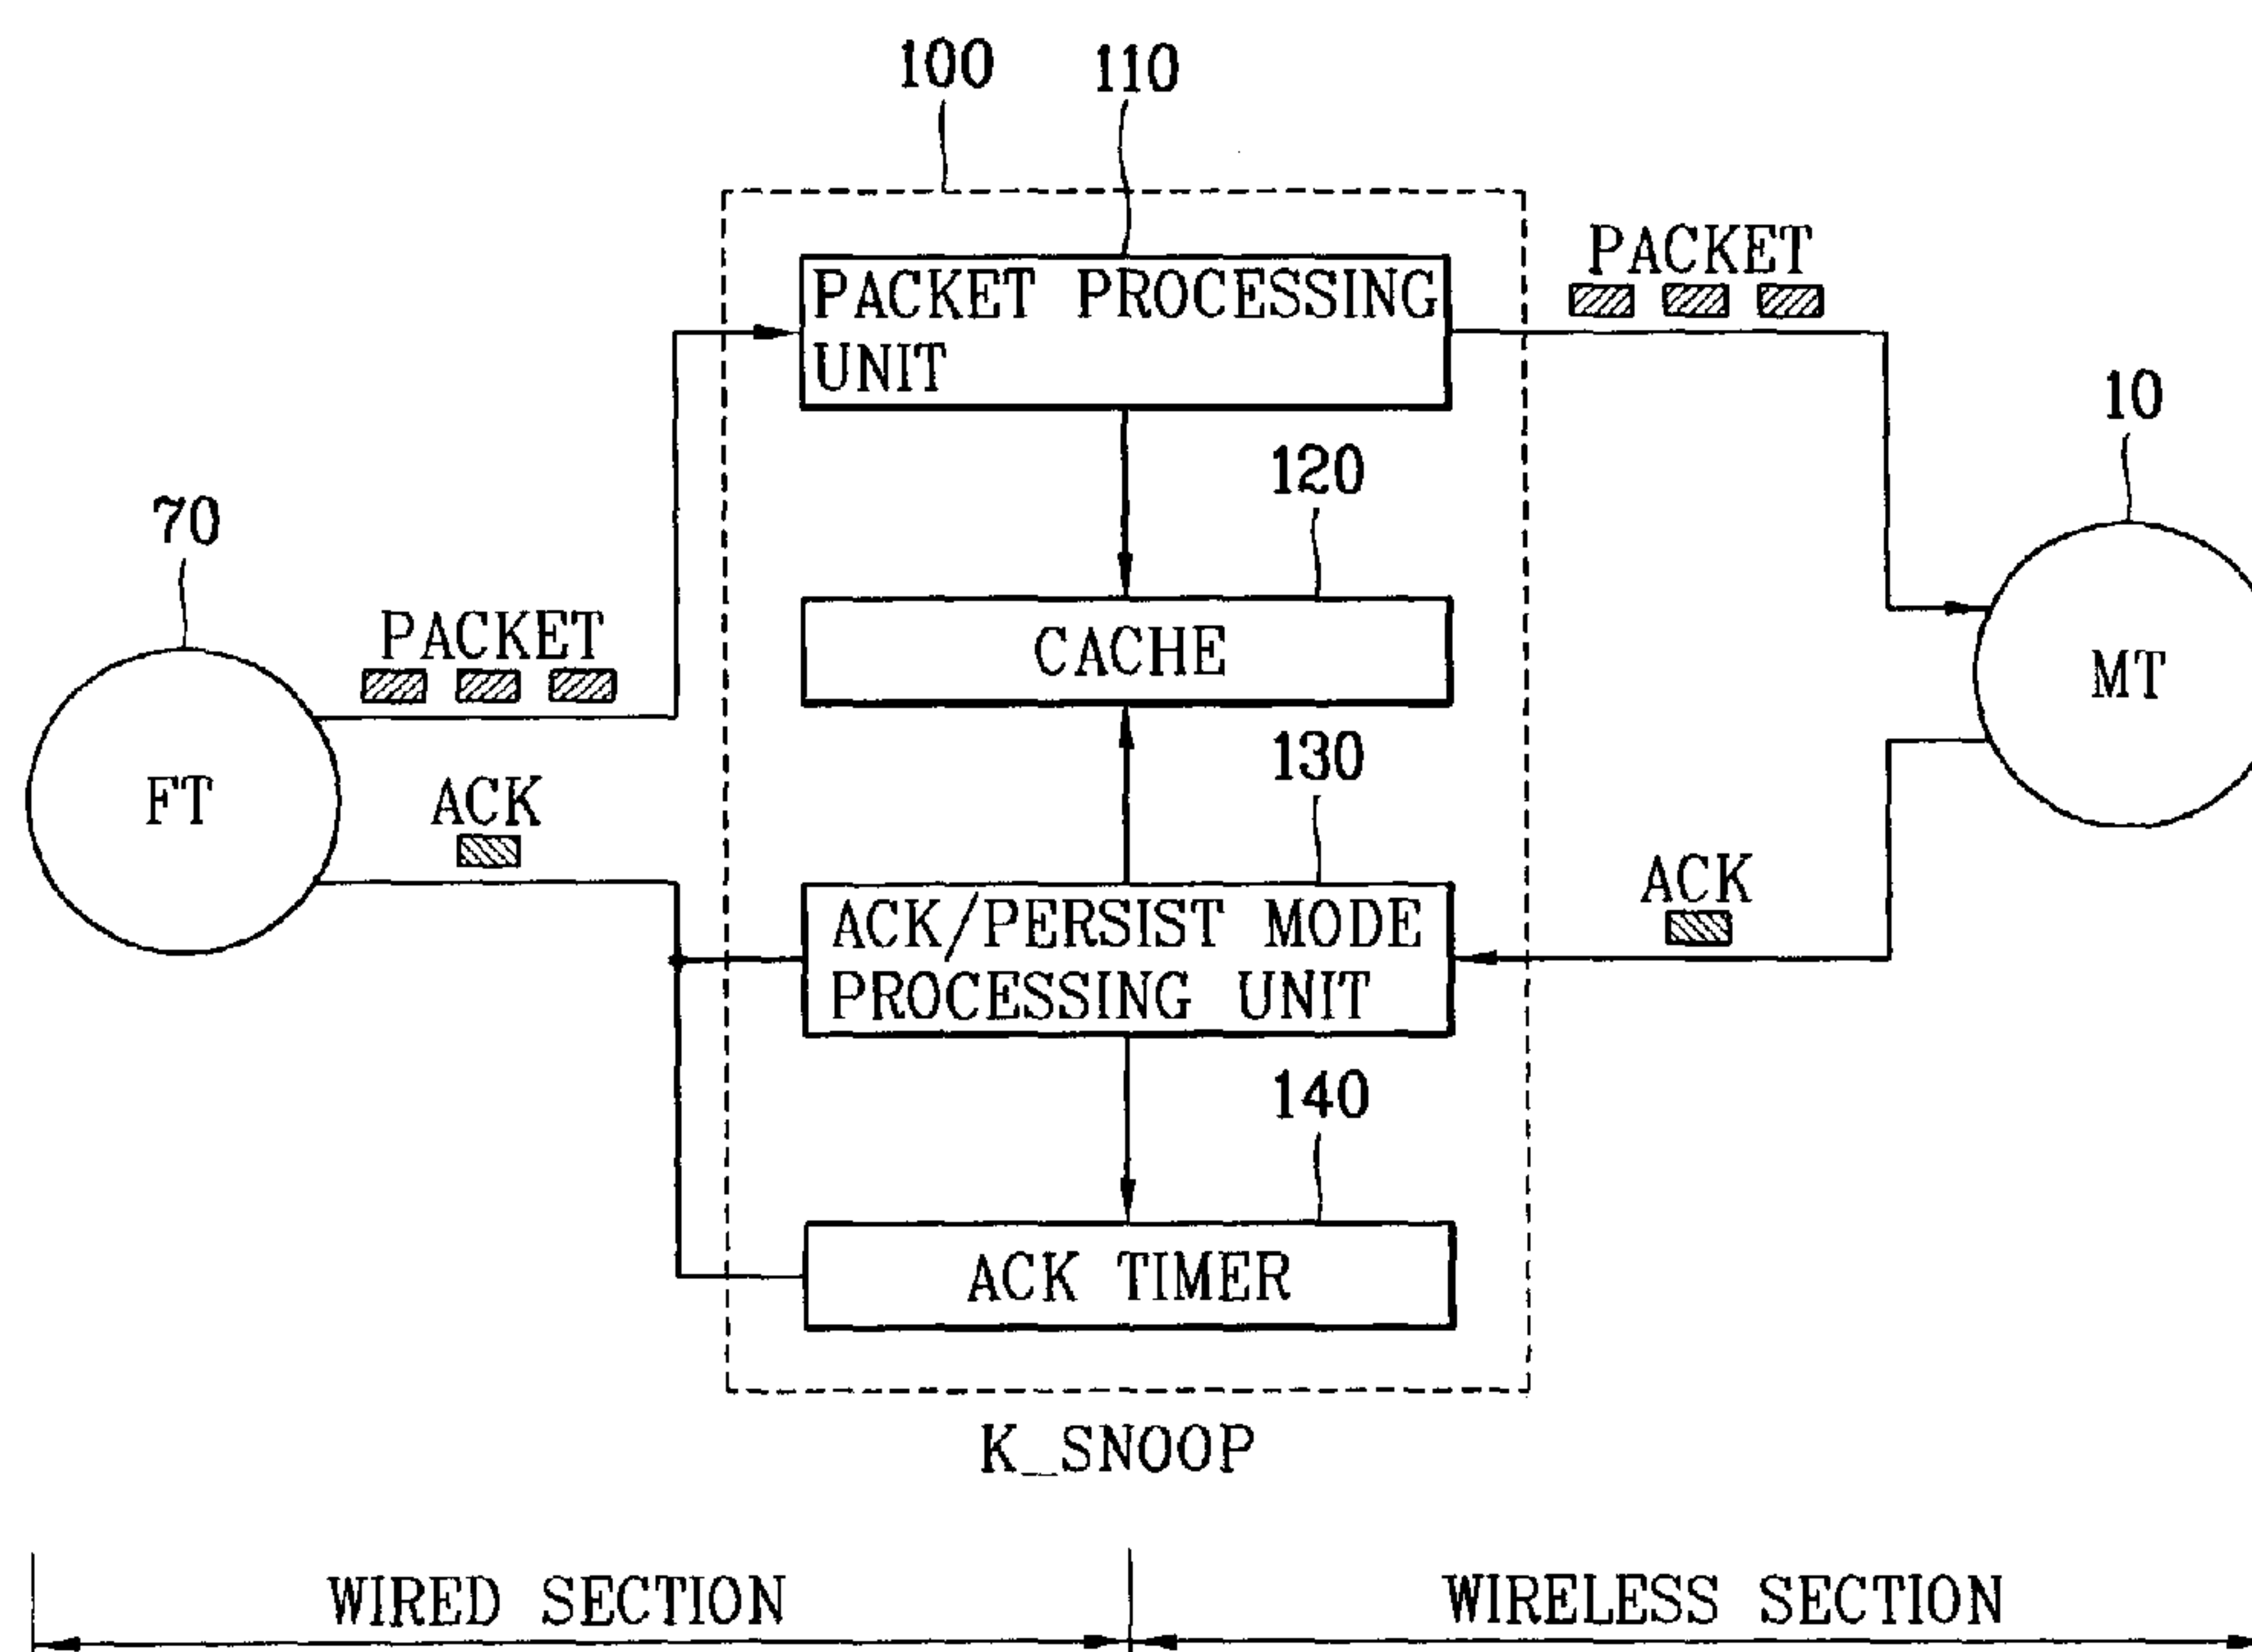 100
110
PACKET PROCESSING
UNIT
PACKET
10
120
70
CACHE
PACKET
MT
130
FT
ACK
ACK/PERSIST MODE
PROCESSING UNIT
ACK
140
ACK TIMER
K_SNOOP
WIRED SECTION
WIRELESS SECTION